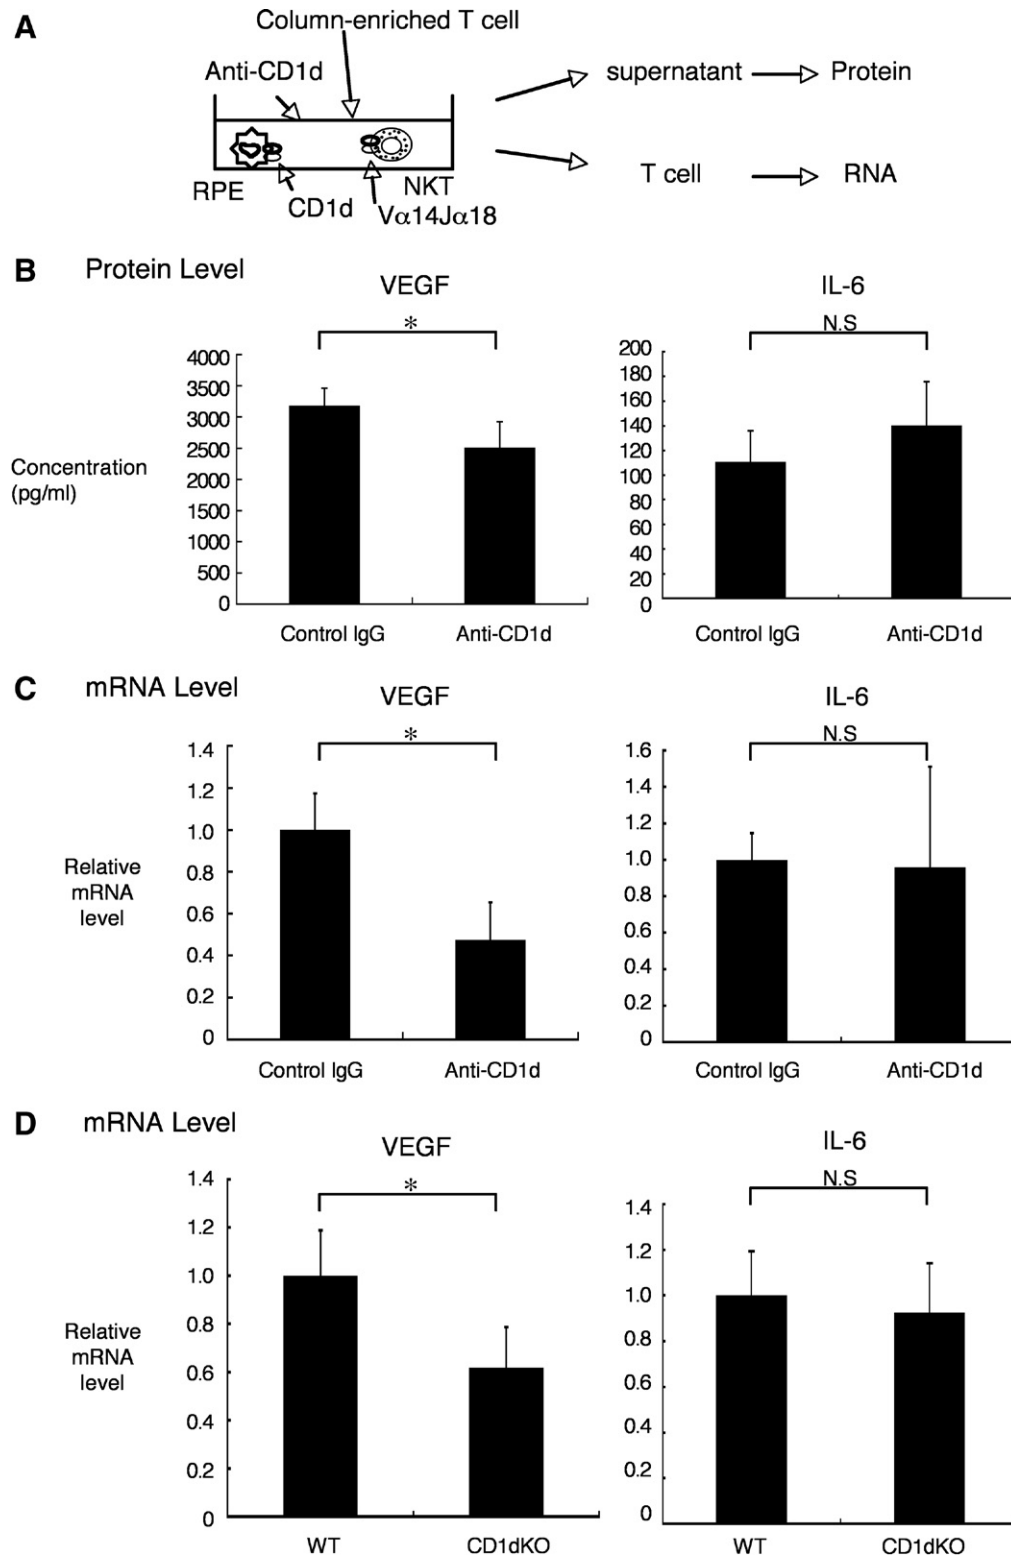 A
Column-enriched T cell
Anti-CD1d
supernatant
Protein
RPE
CD1d
NKT
Vα14Jα18
T cell
RNA
B
Protein Level
VEGF
*
4000
3500
3000
2500
2000
1500
1000
500
0
Concentration
(pg/ml)
Control IgG
Anti-CD1d
IL-6
N.S
200
180
160
140
120
100
80
60
40
20
0
Control IgG
Anti-CD1d
C
mRNA Level
VEGF
*
1.4
1.2
1.0
0.8
0.6
0.4
0.2
0
Relative
mRNA
level
Control IgG
Anti-CD1d
IL-6
N.S
1.6
1.4
1.2
1.0
0.8
0.6
0.4
0.2
0
Control IgG
Anti-CD1d
D
mRNA Level
VEGF
*
1.4
1.2
1.0
0.8
0.6
0.4
0.2
0
Relative
mRNA
level
WT
CD1dKO
IL-6
N.S
1.4
1.2
1.0
0.8
0.6
0.4
0.2
0
WT
CD1dKO